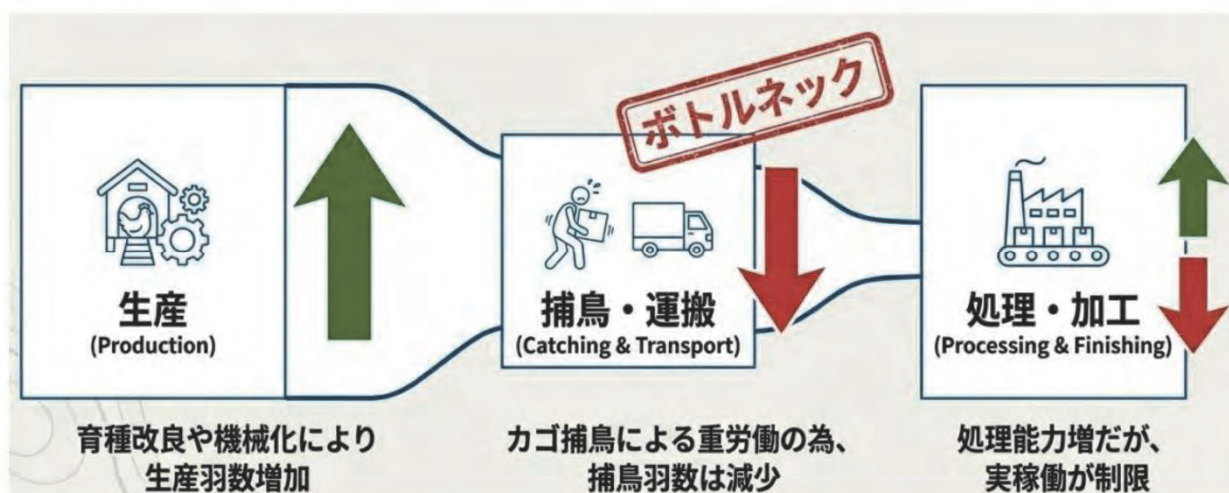 ボトルネック
生産
(Production)
育種改良や機械化により
生産羽数増加
捕鳥・運搬
(Catching & Transport)
カゴ捕鳥による重労働の為、
捕鳥羽数は減少
処理・加工
(Processing & Finishing)
処理能力増だが、
実稼働が制限